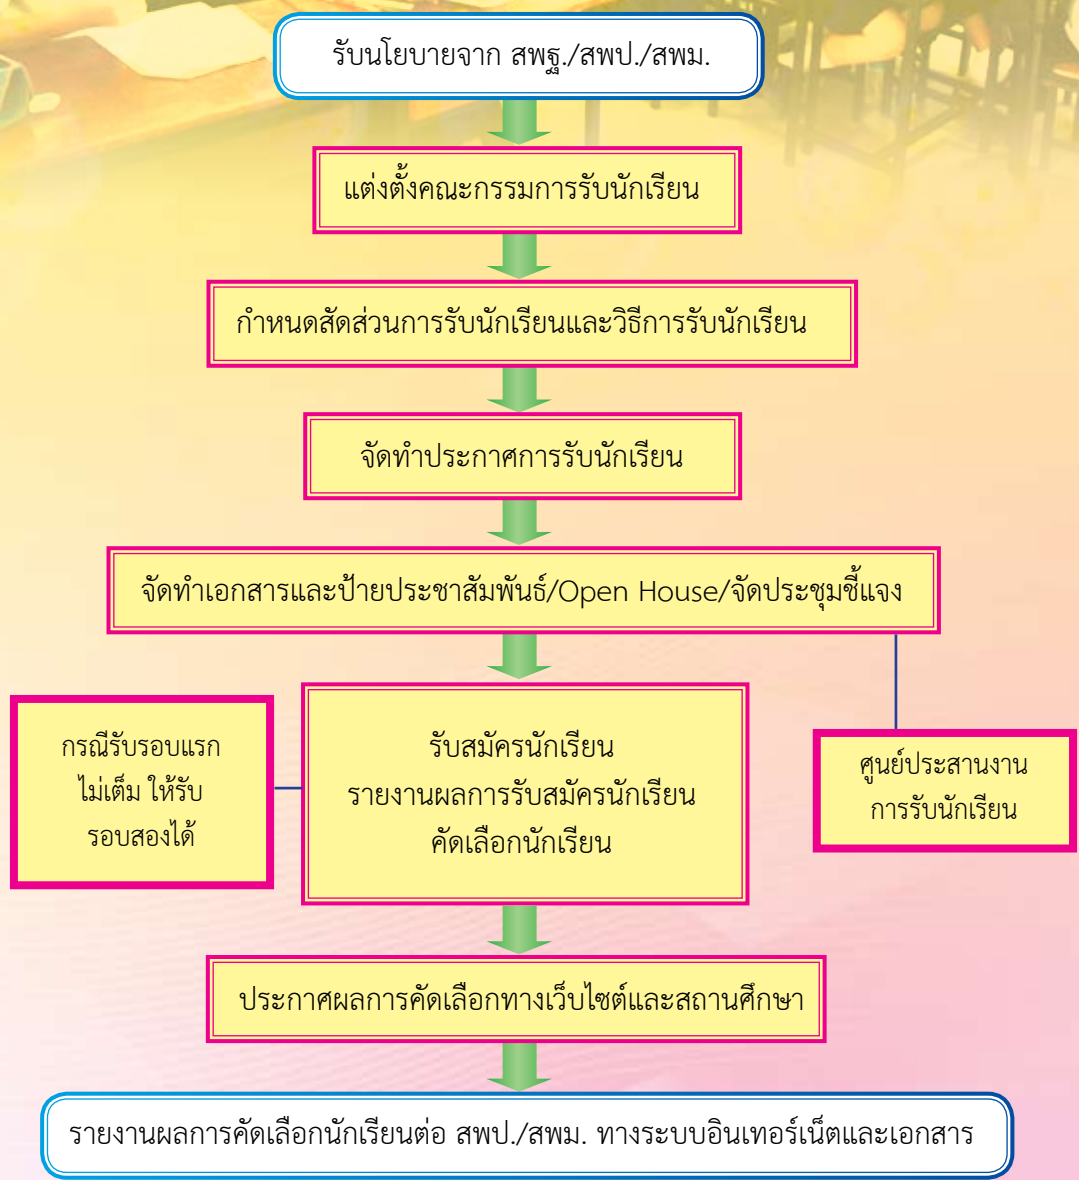 รับนโยบายจาก สพฐ./สพป./สพม.
แต่งตั้งคณะกรรมการรับนักเรียน
กำหนดสัดส่วนการรับนักเรียนและวิธีการรับนักเรียน
จัดทำประกาศการรับนักเรียน
จัดทำเอกสารและป้ายประชาสัมพันธ์/Open House/จัดประชุมชี้แจง
กรณีรับรอบแรก
ไม่เต็ม ให้รับ
รอบสองได้
รับสมัครนักเรียน
รายงานผลการรับสมัครนักเรียน
คัดเลือกนักเรียน
ศูนย์ประสานงาน
การรับนักเรียน
ประกาศผลการคัดเลือกทางเว็บไซต์และสถานศึกษา
รายงานผลการคัดเลือกนักเรียนต่อ สพป./สพม. ทางระบบอินเทอร์เน็ตและเอกสาร